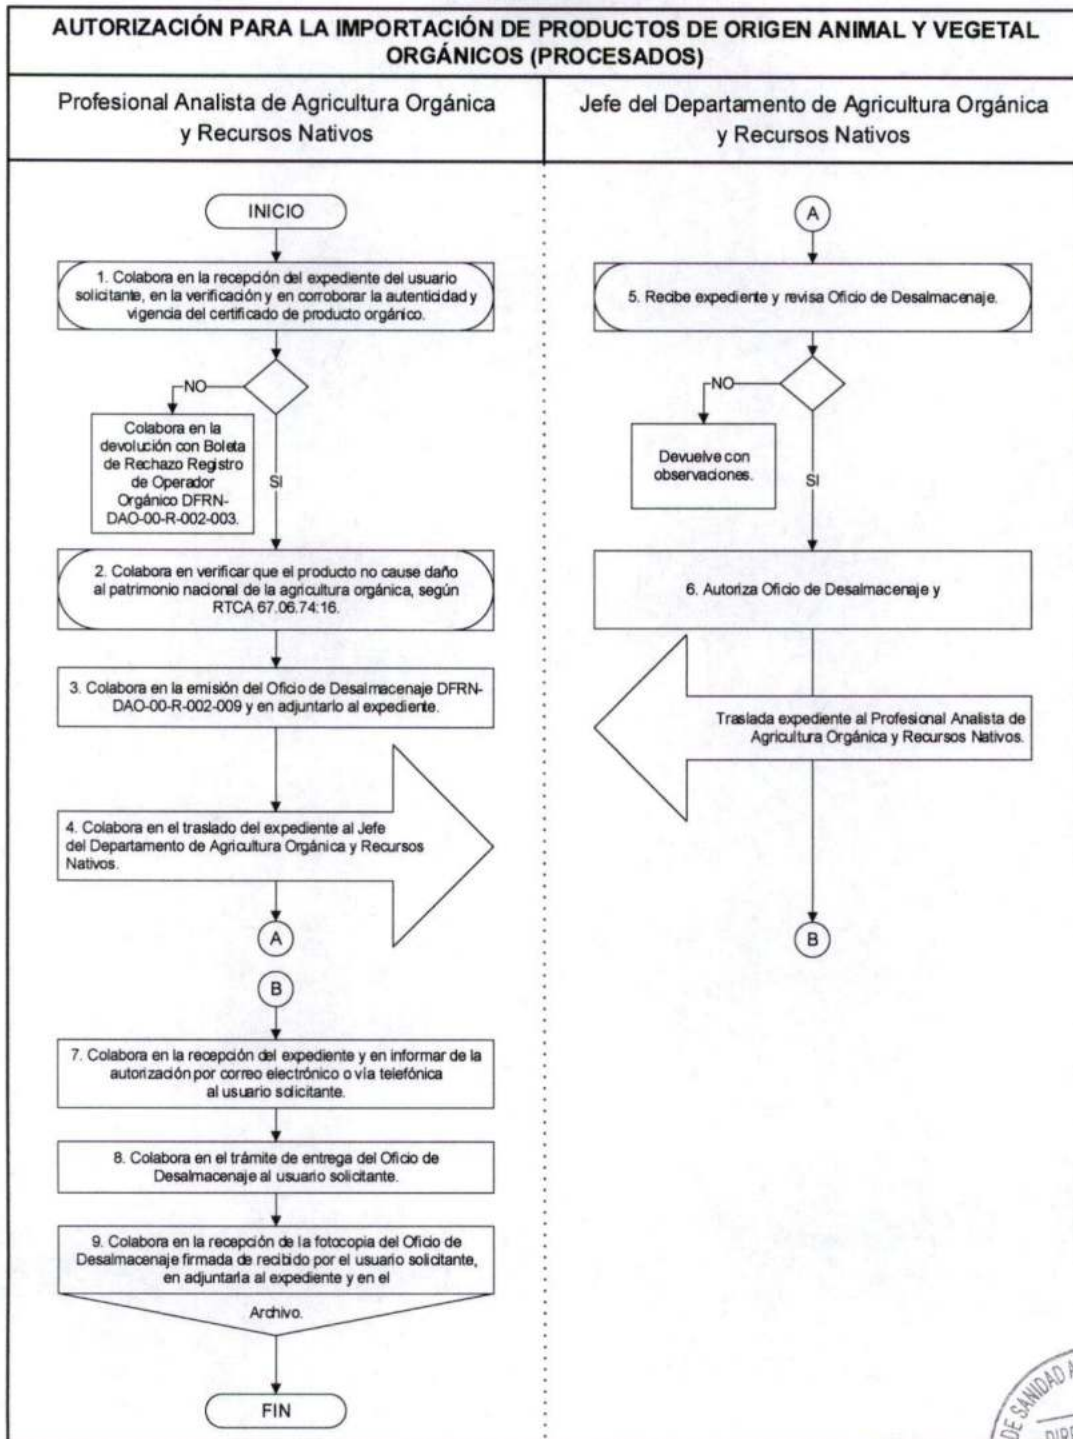 AUTORIZACIÓN PARA LA IMPORTACIÓN DE PRODUCTOS DE ORIGEN ANIMAL Y VEGETAL
ORGÁNICOS (PROCESADOS)
Profesional Analista de Agricultura Orgánica
y Recursos Nativos
Jefe del Departamento de Agricultura Orgánica
y Recursos Nativos
INICIO
1. Colabora en la recepción del expediente del usuario
solicitante, en la verificación y en corroborar la autenticidad y
vigencia del certificado de producto orgánico.
NO
Colabora en la
devolución con Boleta
de Rechazo Registro
de Operador
Orgánico DFRN-
DAO-00-R-002-003.
SI
2. Colabora en verificar que el producto no cause daño
al patrimonio nacional de la agricultura orgánica, según
RTCA 67.06.74:16.
3. Colabora en la emisión del Oficio de Desalmacenaje DFRN-
DAO-00-R-002-009 y en adjuntarlo al expediente.
4. Colabora en el traslado del expediente al Jefe
del Departamento de Agricultura Orgánica y Recursos
Nativos.
A
A
5. Recibe expediente y revisa Oficio de Desalmacenaje.
NO
Devuelve con
observaciones.
SI
6. Autoriza Oficio de Desalmacenaje y
Traslada expediente al Profesional Analista de
Agricultura Orgánica y Recursos Nativos.
B
B
7. Colabora en la recepción del expediente y en informar de la
autorización por correo electrónico o vía telefónica
al usuario solicitante.
8. Colabora en el trámite de entrega del Oficio de
Desalmacenaje al usuario solicitante.
9. Colabora en la recepción de la fotocopia del Oficio de
Desalmacenaje firmada de recibido por el usuario solicitante,
en adjuntarla al expediente y en el
Archivo.
FIN
DE SANIDAD A
DIRE